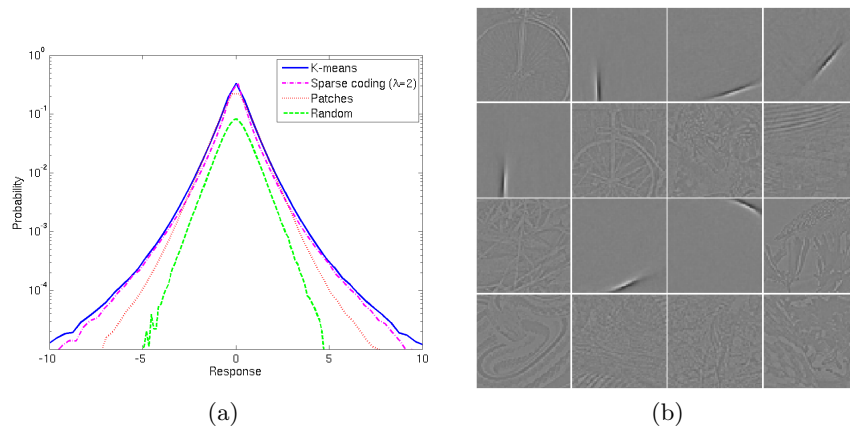 10^0
10^-1
10^-2
10^-3
10^-4
Probability
K-means
Sparse coding (λ=2)
Patches
Random
-10 -5 0 5 10
Response
(a) (b)